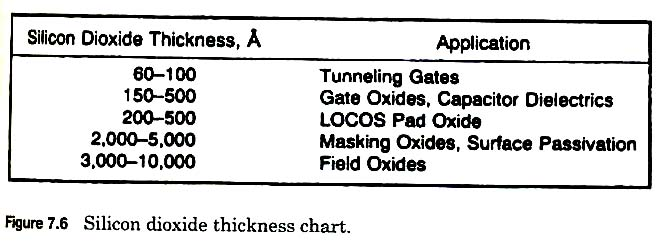 Silicon Dioxide Thickness, Å Application
60–100 Tunneling Gates
150–500 Gate Oxides, Capacitor Dielectrics
200–500 LOCOS Pad Oxide
2,000–5,000 Masking Oxides, Surface Passivation
3,000–10,000 Field Oxides
Figure 7.6 Silicon dioxide thickness chart.